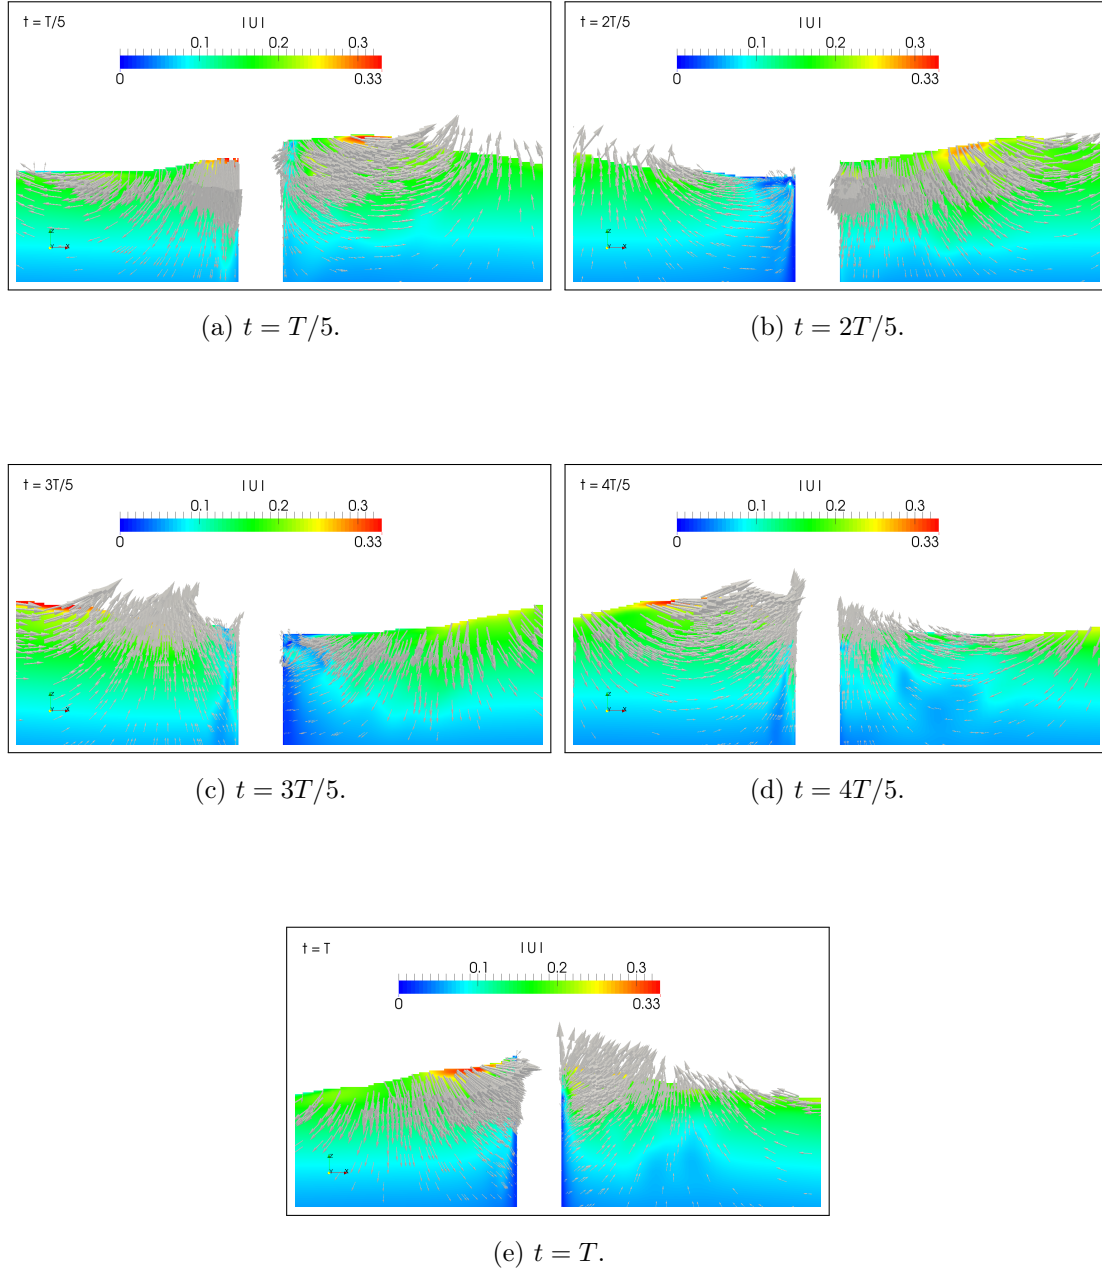 t = T/5 | U |
0.1 0.2 0.3
0 0.33
(a) t = T/5.
t = 2T/5 | U |
0.1 0.2 0.3
0 0.33
(b) t = 2T/5.
t = 3T/5 | U |
0.1 0.2 0.3
0 0.33
(c) t = 3T/5.
t = 4T/5 | U |
0.1 0.2 0.3
0 0.33
(d) t = 4T/5.
t = T | U |
0.1 0.2 0.3
0 0.33
(e) t = T.